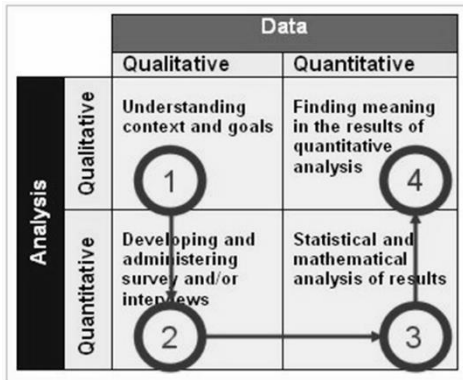 Data
Qualitative
Quantitative
Analysis
Qualitative
Understanding
context and goals
1
Finding meaning
in the results of
quantitative
analysis
4
Quantitative
Developing and
administering
survey and/or
interviews
2
Statistical and
mathematical
analysis of results
3